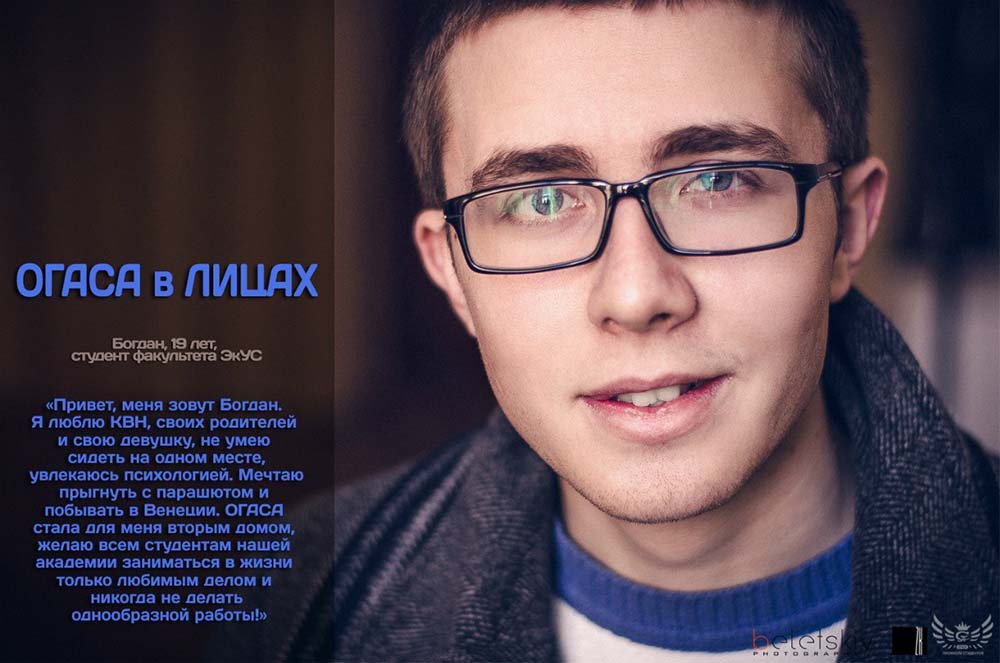 ОГАСА в ЛИЦАХ
Богдан, 19 лет,
студент факультета ЭкУС
«Привет, меня зовут Богдан.
Я люблю КВН, своих родителей
и свою девушку, не умею
сидеть на одном месте,
увлекаюсь психологией. Мечтаю
прыгнуть с парашютом и
побывать в Венеции. ОГАСА
стала для меня вторым домом,
желаю всем студентам нашей
академии заниматься в жизни
только любимым делом и
никогда не делать
однообразной работы!»
beletskiy